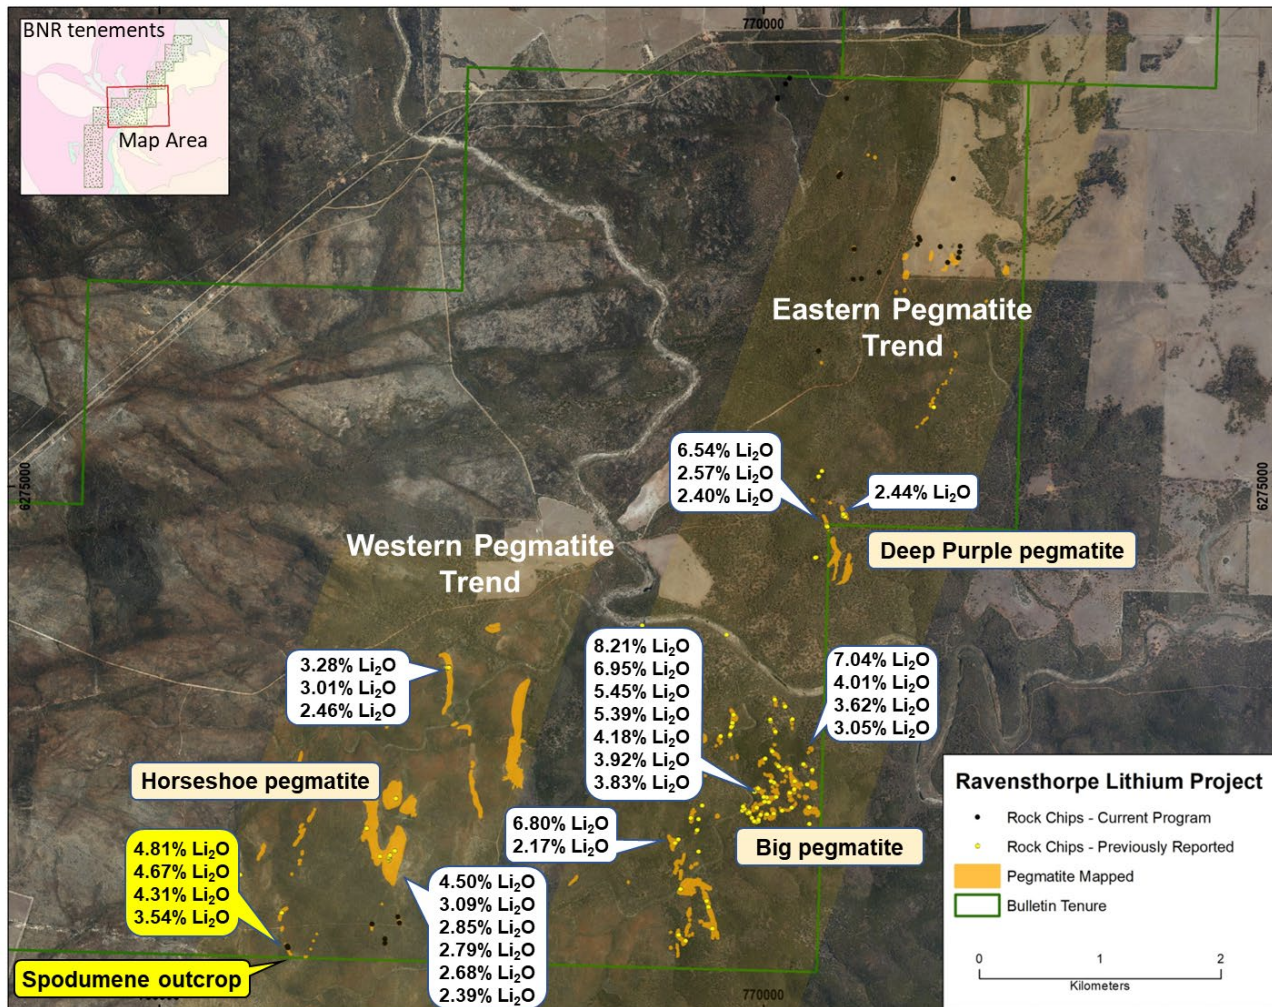 BNR tenements
Map Area
770000
Eastern Pegmatite
Trend
6275000
6275000
6.54% Li₂O
2.57% Li₂O
2.40% Li₂O
2.44% Li₂O
Deep Purple pegmatite
Western Pegmatite
Trend
3.28% Li₂O
3.01% Li₂O
2.46% Li₂O
8.21% Li₂O
6.95% Li₂O
5.45% Li₂O
5.39% Li₂O
4.18% Li₂O
3.92% Li₂O
3.83% Li₂O
7.04% Li₂O
4.01% Li₂O
3.62% Li₂O
3.05% Li₂O
Horseshoe pegmatite
6.80% Li₂O
2.17% Li₂O
Big pegmatite
4.81% Li₂O
4.67% Li₂O
4.31% Li₂O
3.54% Li₂O
4.50% Li₂O
3.09% Li₂O
2.85% Li₂O
2.79% Li₂O
2.68% Li₂O
2.39% Li₂O
Spodumene outcrop
770000
Ravensthorpe Lithium Project
Rock Chips - Current Program
Rock Chips - Previously Reported
Pegmatite Mapped
Bulletin Tenure
0 1 2
Kilometers